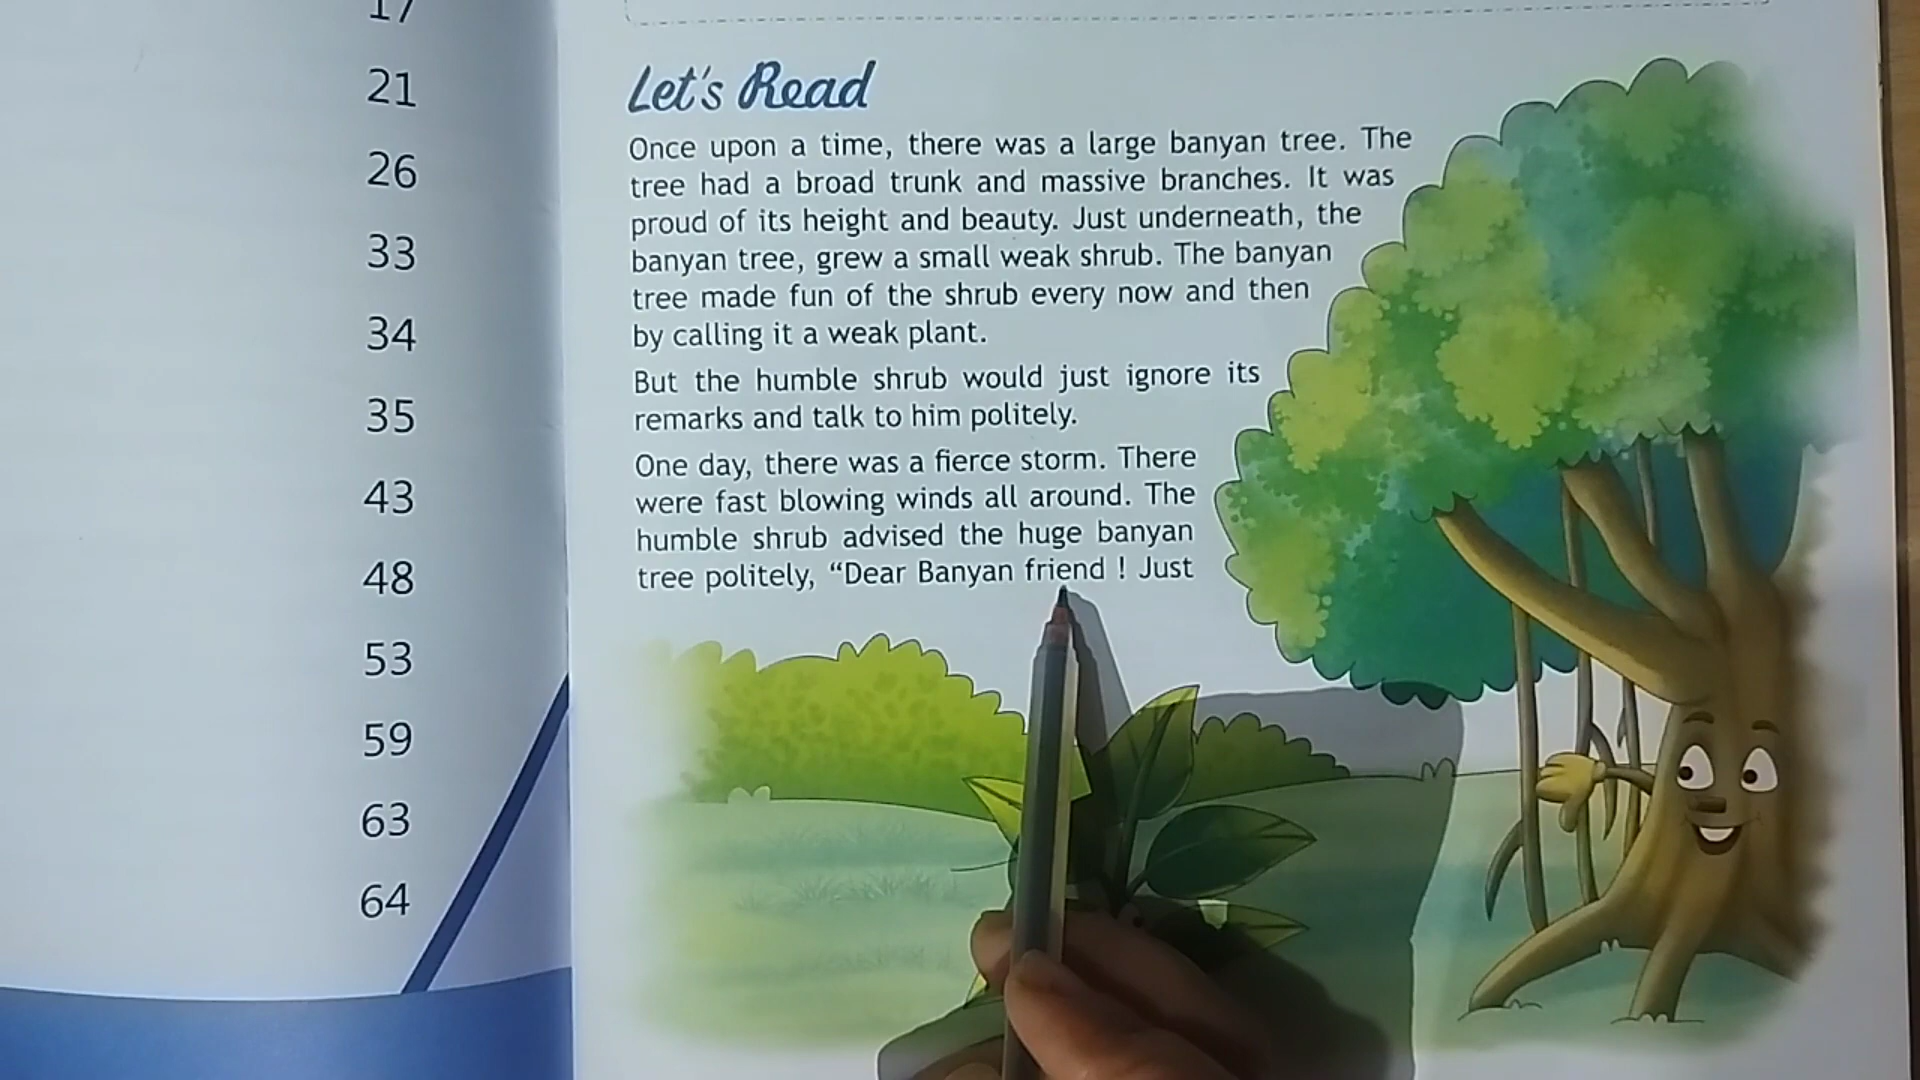 17
21
26
33
34
35
43
48
53
59
63
64
Let's Read
Once upon a time, there was a large banyan tree. The
tree had a broad trunk and massive branches. It was
proud of its height and beauty. Just underneath, the
banyan tree, grew a small weak shrub. The banyan
tree made fun of the shrub every now and then
by calling it a weak plant.
But the humble shrub would just ignore its
remarks and talk to him politely.
One day, there was a fierce storm. There
were fast blowing winds all around. The
humble shrub advised the huge banyan
tree politely, “Dear Banyan friend ! Just